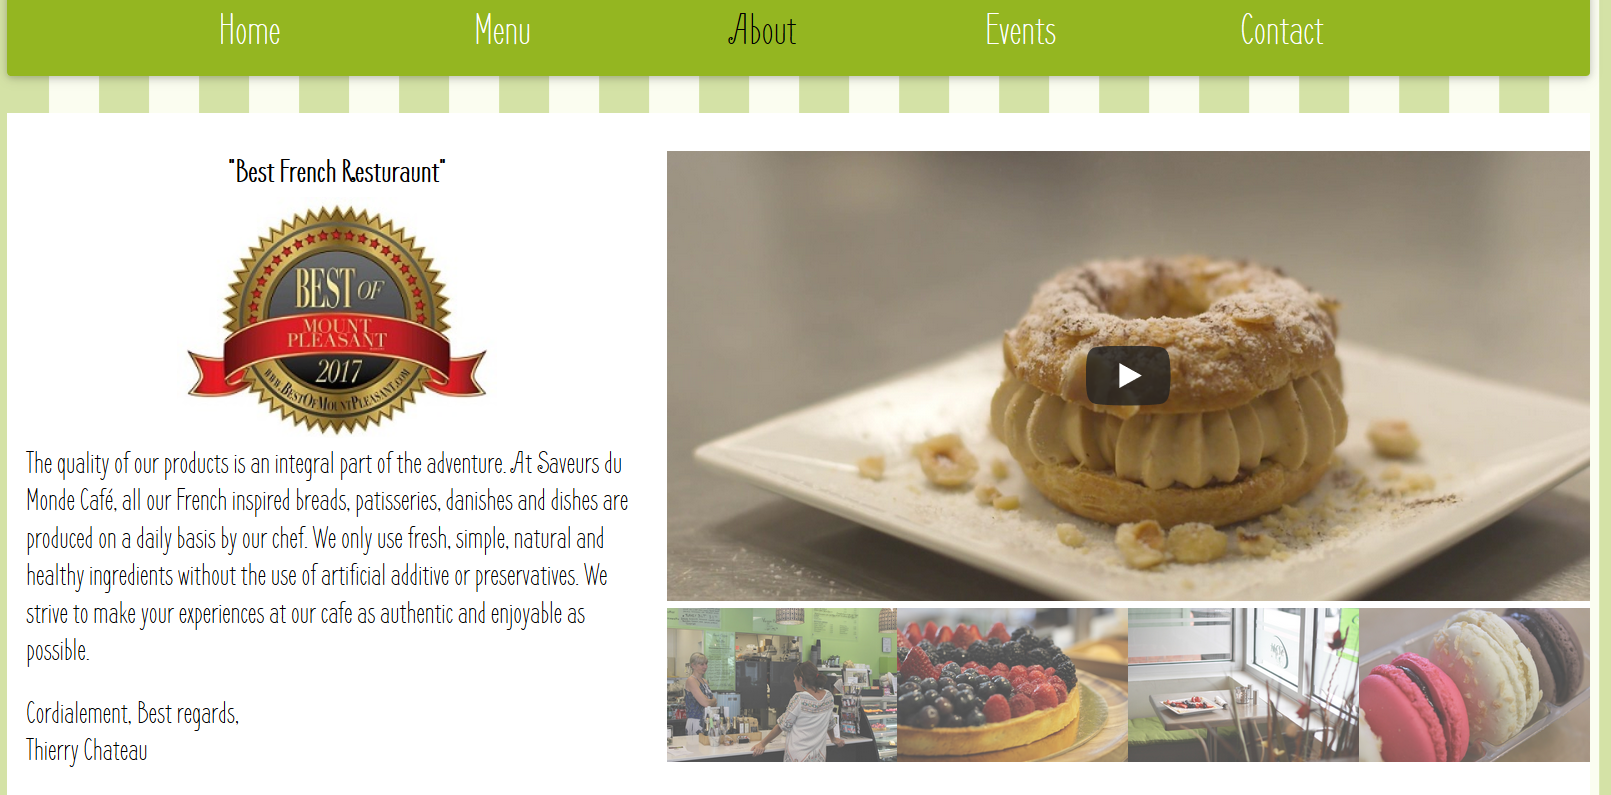 Home Menu About Events Contact
"Best French Resturaunt"
BEST OF
MOUNT
PLEASANT
2017
WWW.BESTOFMOUNTPLEASANT.COM
The quality of our products is an integral part of the adventure. At Saveurs du
Monde Café, all our French inspired breads, patisseries, danishes and dishes are
produced on a daily basis by our chef. We only use fresh, simple, natural and
healthy ingredients without the use of artificial additive or preservatives. We
strive to make your experiences at our cafe as authentic and enjoyable as
possible.
Cordialement, Best regards,
Thierry Chateau